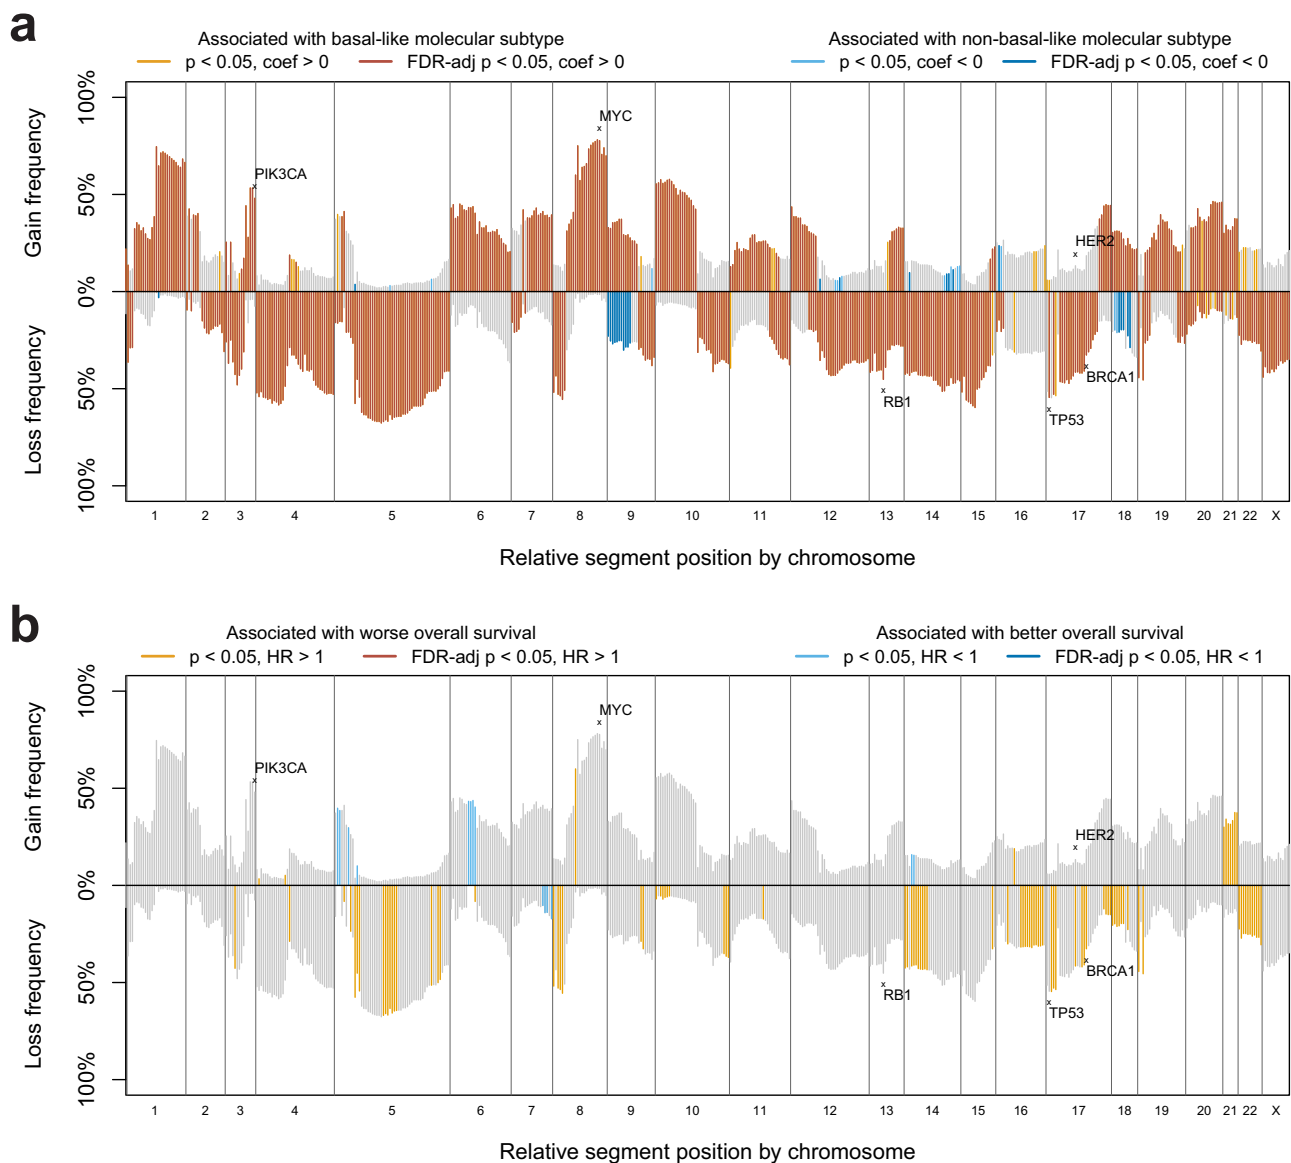 a
Associated with basal-like molecular subtype
p < 0.05, coef > 0
FDR-adj p < 0.05, coef > 0
Associated with non-basal-like molecular subtype
p < 0.05, coef < 0
FDR-adj p < 0.05, coef < 0
Gain frequency
Loss frequency
100%
50%
0%
50%
100%
PIK3CA
MYC
HER2
RB1
TP53
BRCA1
1 2 3 4 5 6 7 8 9 10 11 12 13 14 15 16 17 18 19 20 21 22 X
Relative segment position by chromosome
b
Associated with worse overall survival
p < 0.05, HR > 1
FDR-adj p < 0.05, HR > 1
Associated with better overall survival
p < 0.05, HR < 1
FDR-adj p < 0.05, HR < 1
Gain frequency
Loss frequency
100%
50%
0%
50%
100%
PIK3CA
MYC
HER2
RB1
TP53
BRCA1
1 2 3 4 5 6 7 8 9 10 11 12 13 14 15 16 17 18 19 20 21 22 X
Relative segment position by chromosome